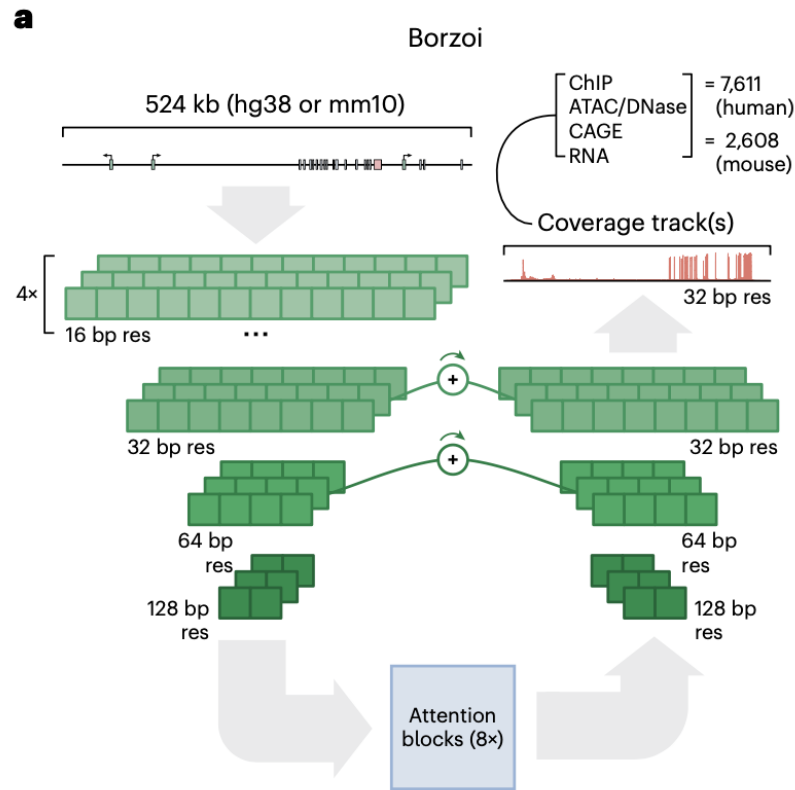 a
Borzoi
524 kb (hg38 or mm10)
ChIP
ATAC/DNase
CAGE
RNA
= 7,611
(human)
= 2,608
(mouse)
Coverage track(s)
32 bp res
4×
16 bp res
...
+
32 bp res
32 bp res
+
64 bp
res
64 bp
res
128 bp
res
128 bp
res
Attention
blocks (8×)